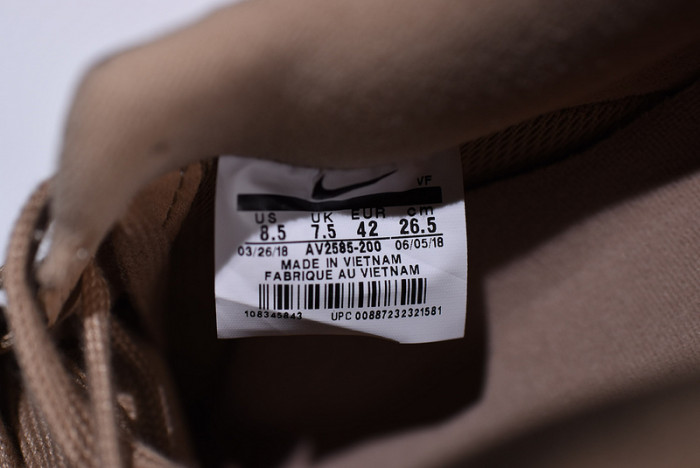 VF
US UK EUR cm
8.5 7.5 42 26.5
03/26/18 AV2585-200 06/05/18
MADE IN VIETNAM
FABRIQUE AU VIETNAM
108345843 UPC 00887232321581